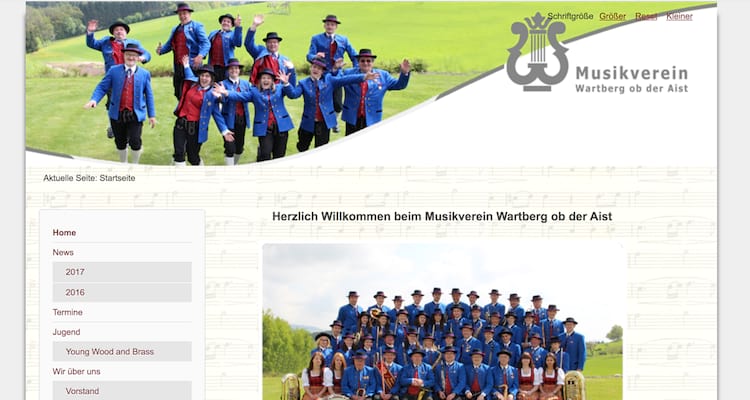 Schriftgröße Größer Reset Kleiner
Musikverein
Wartberg ob der Aist
Aktuelle Seite: Startseite
Herzlich Willkommen beim Musikverein Wartberg ob der Aist
Home
News
2017
2016
Termine
Jugend
Young Wood and Brass
Wir über uns
Vorstand